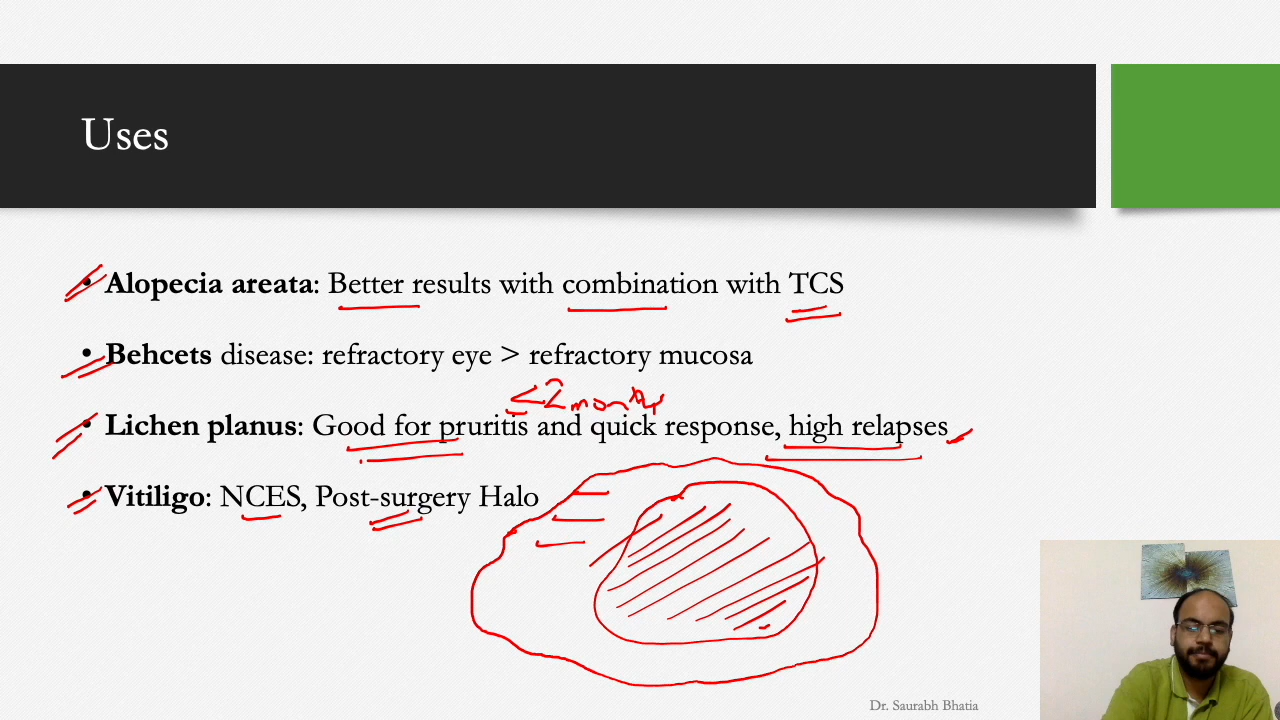 Uses
• Alopecia areata: Better results with combination with TCS
• Behcets disease: refractory eye > refractory mucosa
<2 months
• Lichen planus: Good for pruritis and quick response, high relapses
• Vitiligo: NCES, Post-surgery Halo
Dr. Saurabh Bhatia